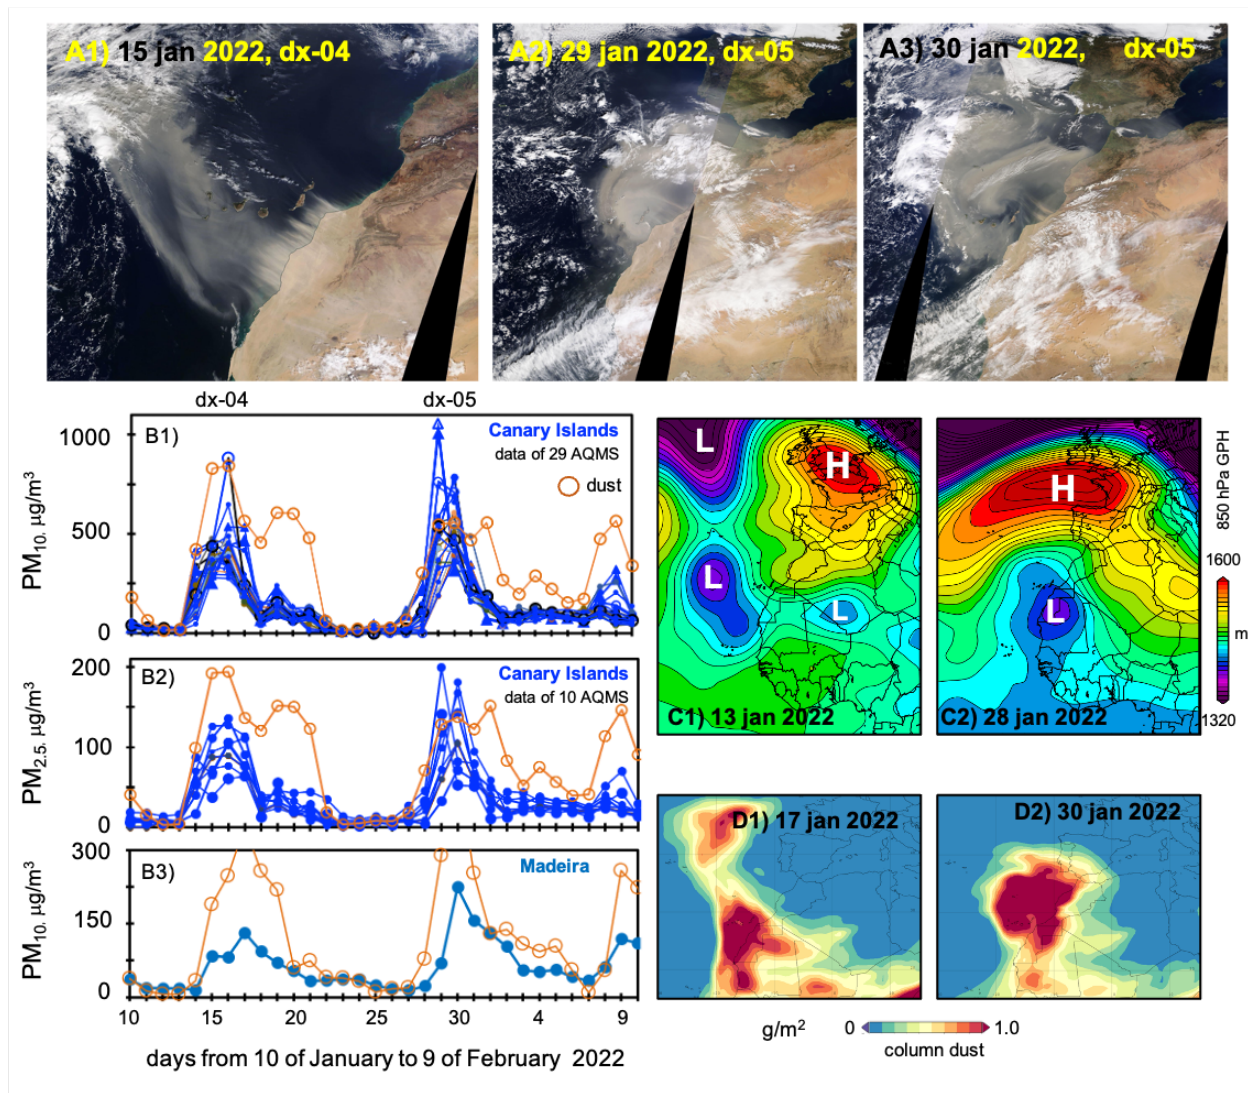 A1) 15 jan 2022, dx-04
A2) 29 jan 2022, dx-05
A3) 30 jan 2022, dx-05
dx-04
dx-05
B1)
Canary Islands
data of 29 AQMS
dust
1000
500
0
PM10. µg/m3
B2)
Canary Islands
data of 10 AQMS
200
100
0
PM2.5. µg/m3
B3)
Madeira
300
150
0
PM10. µg/m3
10 15 20 25 30 4 9
days from 10 of January to 9 of February 2022
L
H
L
L
C1) 13 jan 2022
H
L
C2) 28 jan 2022
850 hPa GPH
1600
m
1320
D1) 17 jan 2022
D2) 30 jan 2022
g/m2 0 1.0
column dust